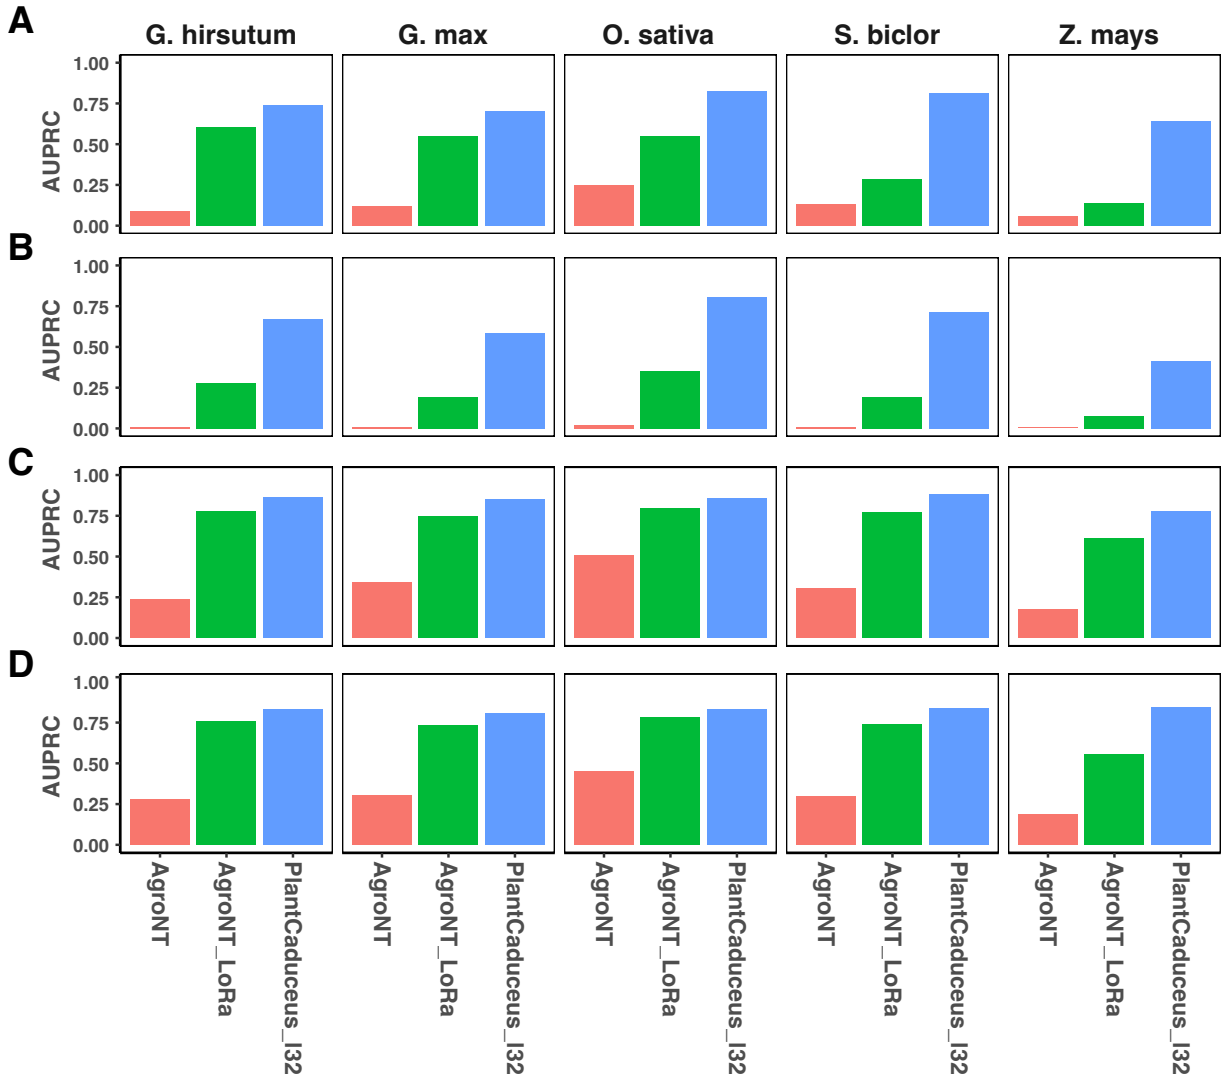 A
G. hirsutum
G. max
O. sativa
S. biclor
Z. mays
AUPRC
1.00
0.75
0.50
0.25
0.00
B
AUPRC
1.00
0.75
0.50
0.25
0.00
C
AUPRC
1.00
0.75
0.50
0.25
0.00
D
AUPRC
1.00
0.75
0.50
0.25
0.00
AgroNT
AgroNT_LoRa
PlantCaduceus_l32
AgroNT
AgroNT_LoRa
PlantCaduceus_l32
AgroNT
AgroNT_LoRa
PlantCaduceus_l32
AgroNT
AgroNT_LoRa
PlantCaduceus_l32
AgroNT
AgroNT_LoRa
PlantCaduceus_l32